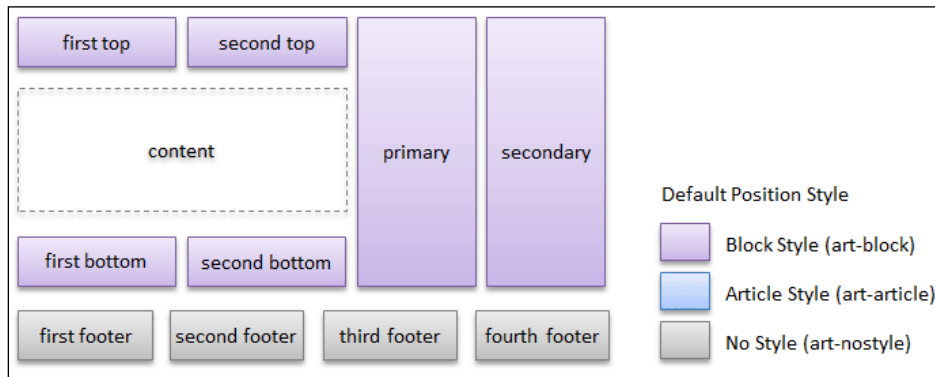 first top
second top
content
primary
secondary
first bottom
second bottom
first footer
second footer
third footer
fourth footer
Default Position Style
Block Style (art-block)
Article Style (art-article)
No Style (art-nostyle)